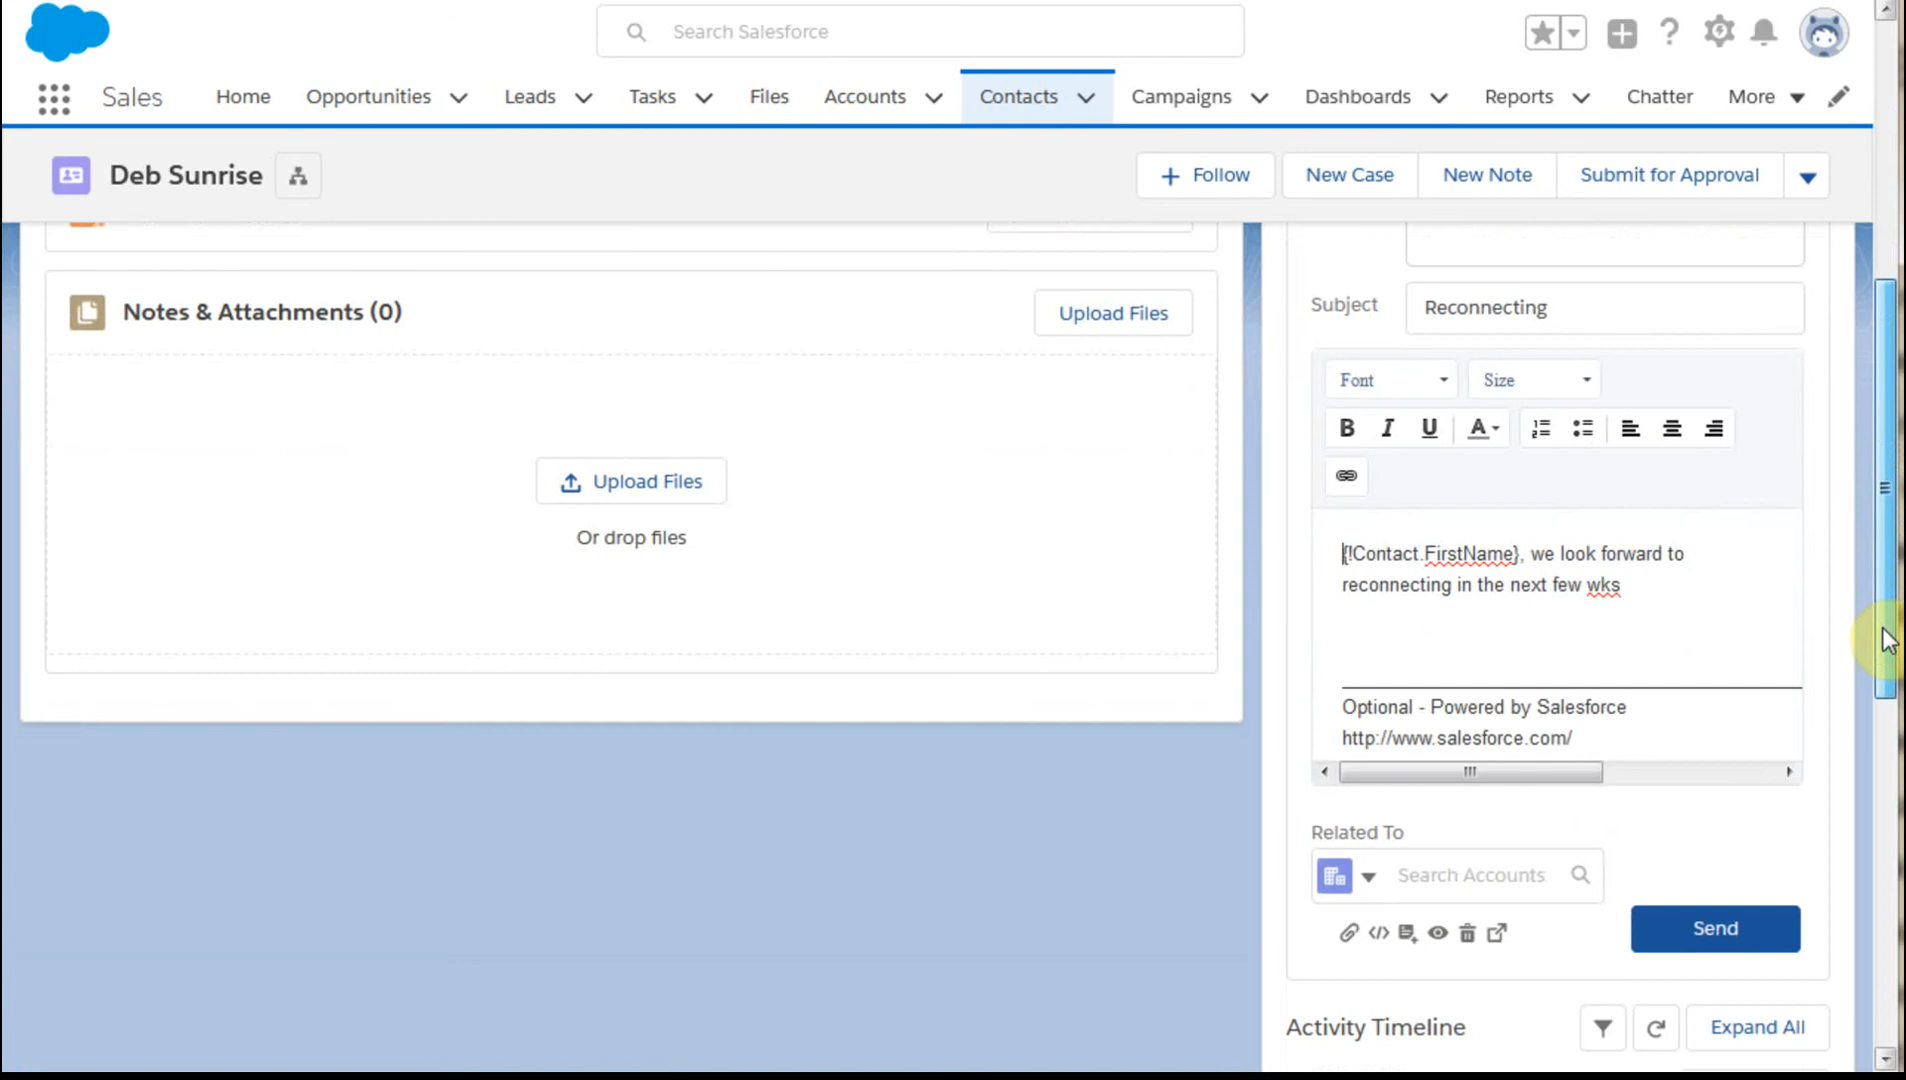 Search Salesforce
Sales
Home
Opportunities
Leads
Tasks
Files
Accounts
Contacts
Campaigns
Dashboards
Reports
Chatter
More
Deb Sunrise
Follow
New Case
New Note
Submit for Approval
Notes & Attachments (0)
Upload Files
Upload Files
Or drop files
Subject
Reconnecting
Font
Size
B I U A
{!Contact.FirstName}, we look forward to
reconnecting in the next few wks
Optional - Powered by Salesforce
http://www.salesforce.com/
Related To
Search Accounts
Send
Activity Timeline
Expand All